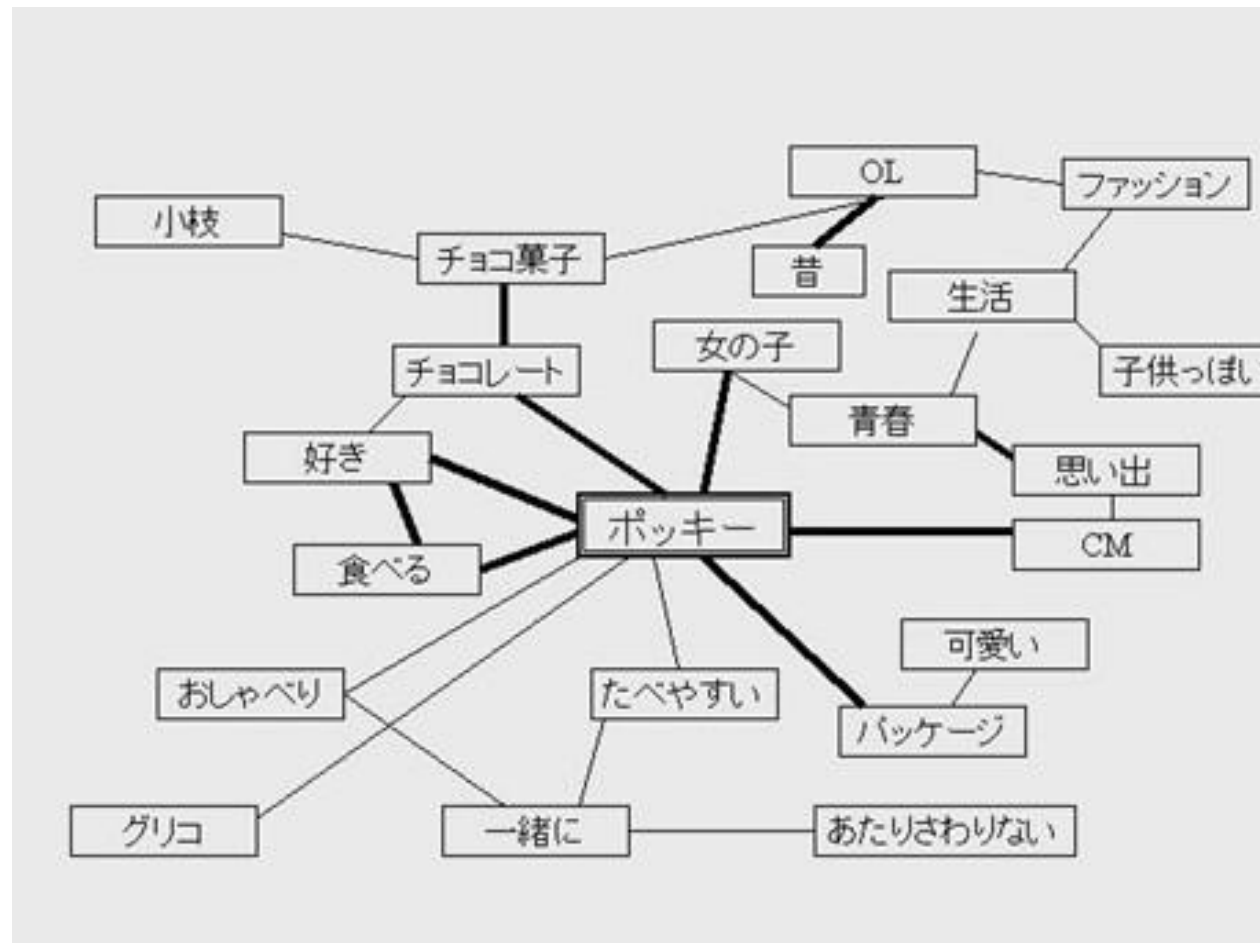 OL
ファッション
小枝
チョコ菓子
昔
生活
女の子
チョコレート
子供っぽい
青春
好き
思い出
ポッキー
CM
食べる
可愛い
おしゃべり
たべやすい
パッケージ
グリコ
一緒に
あたりさわりない